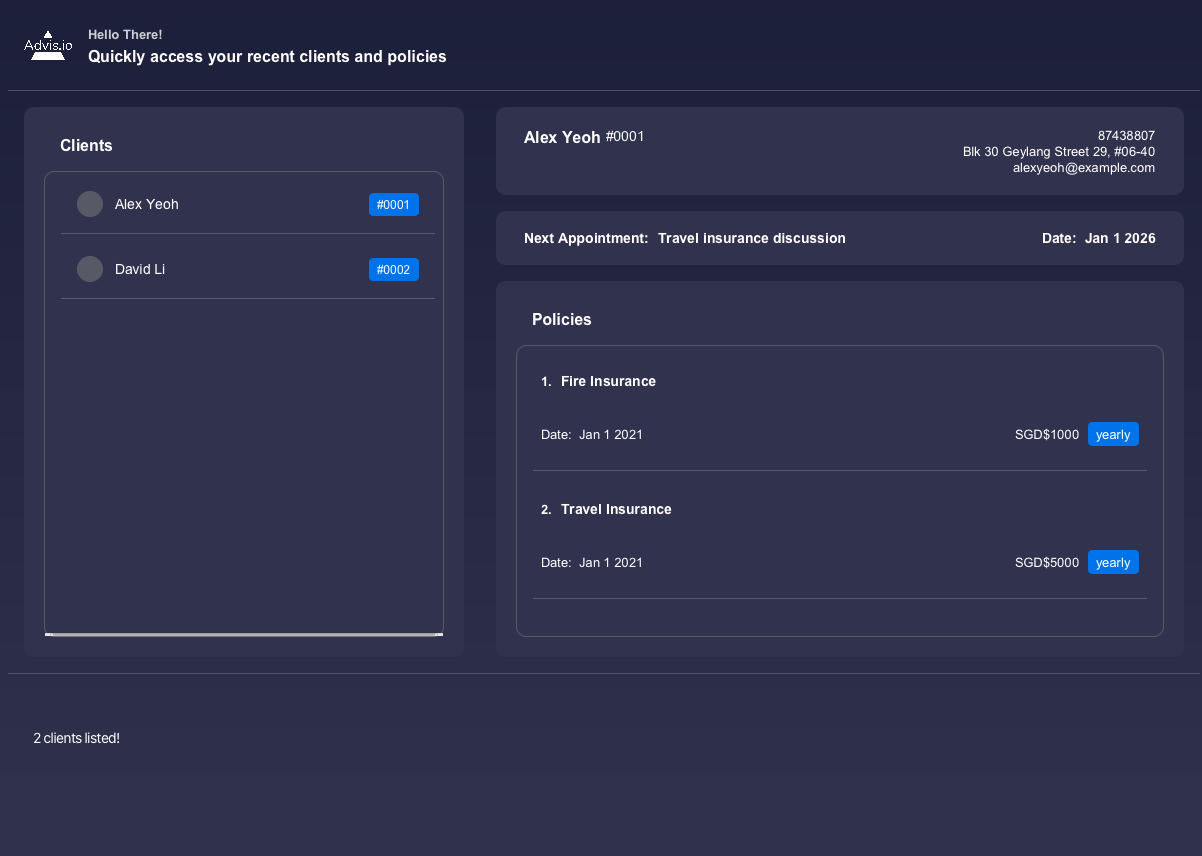 Advis.io
Hello There!
Quickly access your recent clients and policies
Clients
Alex Yeoh #0001
David Li #0002
Alex Yeoh #0001
87438807
Blk 30 Geylang Street 29, #06-40
alexyeoh@example.com
Next Appointment: Travel insurance discussion Date: Jan 1 2026
Policies
1. Fire Insurance
Date: Jan 1 2021 SGD$1000 yearly
2. Travel Insurance
Date: Jan 1 2021 SGD$5000 yearly
2 clients listed!